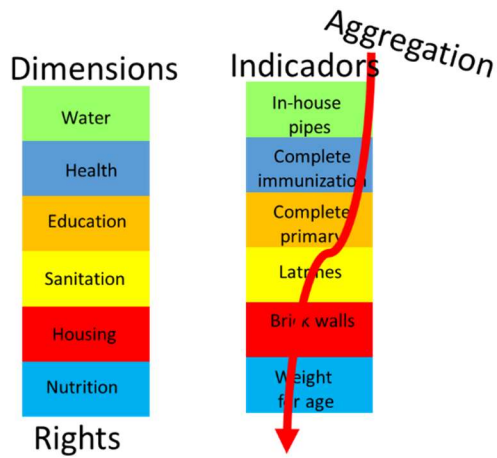 Aggregation
Dimensions
Indicadors
Water
Health
Education
Sanitation
Housing
Nutrition
Rights
In-house
pipes
Complete
immunization
Complete
primary
Latrines
Brick walls
Weight
for age